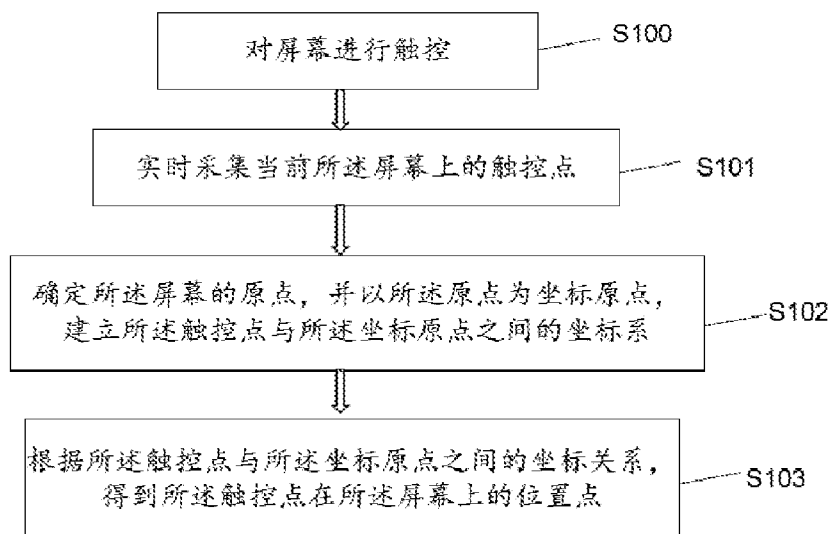 对屏幕进行触控
S100
实时采集当前所述屏幕上的触控点
S101
确定所述屏幕的原点，并以所述原点为坐标原点，
建立所述触控点与所述坐标原点之间的坐标系
S102
根据所述触控点与所述坐标原点之间的坐标关系，
得到所述触控点在所述屏幕上的位置点
S103